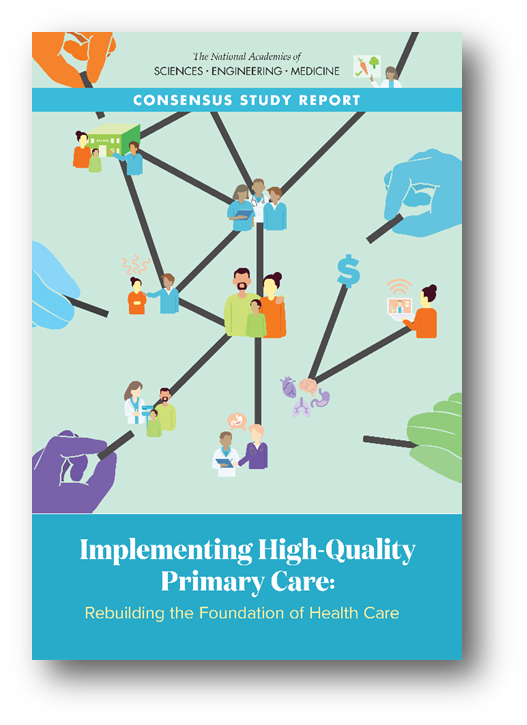 The National Academies of
SCIENCES · ENGINEERING · MEDICINE
CONSENSUS STUDY REPORT
$
Implementing High-Quality
Primary Care:
Rebuilding the Foundation of Health Care